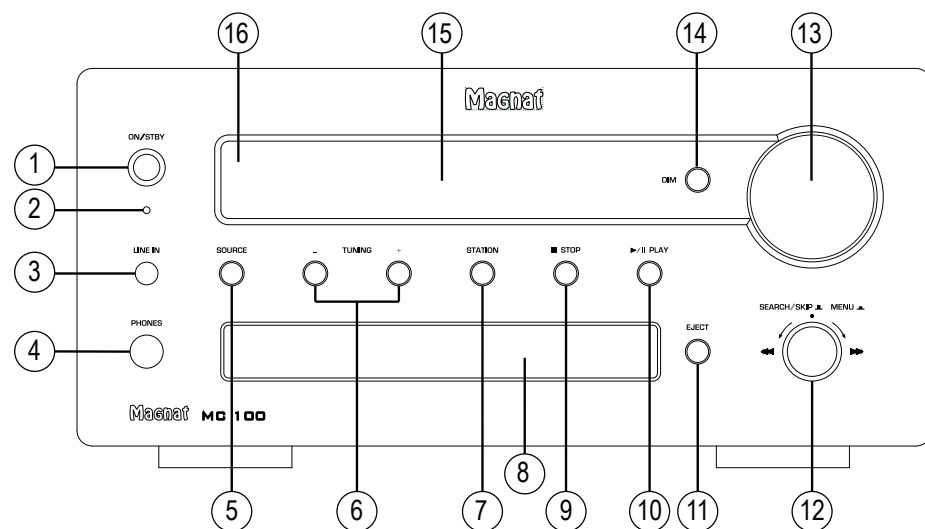 16 15 14 13
Magnat
ON/STBY
1
DIM
2
LINE IN SOURCE – TUNING + STATION ■ STOP ►/II PLAY
3
SEARCH/SKIP MENU
PHONES EJECT
4
Magnat MC 100
8
5 6 7 9 10 11 12